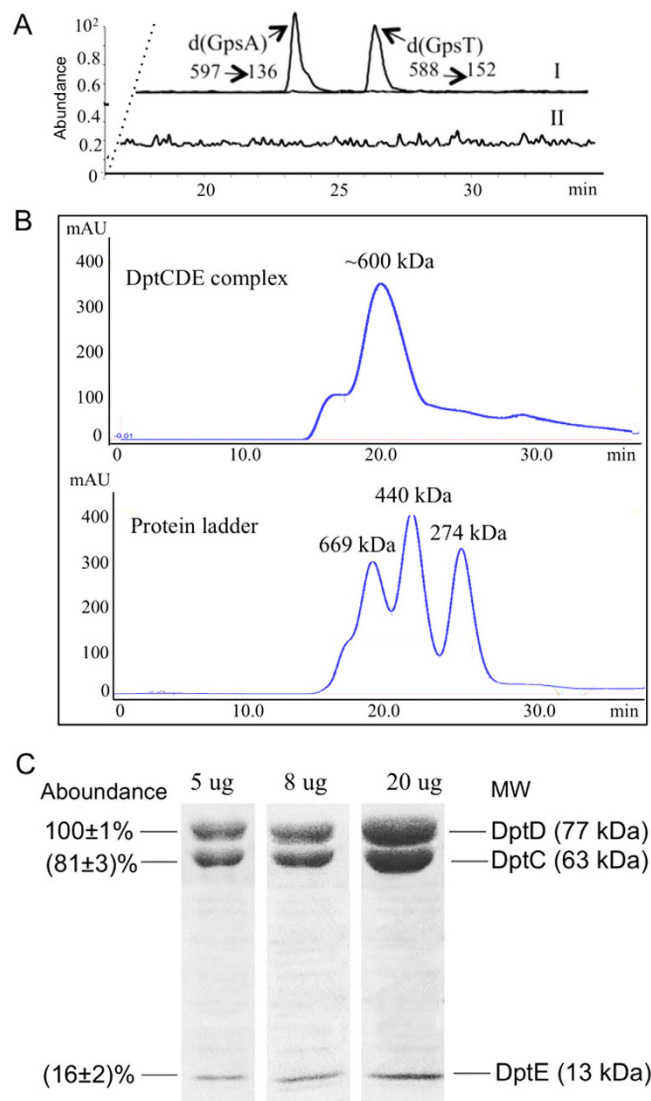 A
10²
0.8
0.6
0.4
0.2
0
Abundance
d(GpsA)
597 → 136
d(GpsT)
588 → 152
I
II
20 25 30 min
B
mAU
400
300
200
100
0
DptCDE complex
~600 kDa
-0.01
0 10.0 20.0 30.0 min
mAU
400
300
200
100
0
Protein ladder
669 kDa
440 kDa
274 kDa
0 10.0 20.0 30.0 min
C
Aboundance 5 ug 8 ug 20 ug MW
100±1% DptD (77 kDa)
(81±3)% DptC (63 kDa)
(16±2)% DptE (13 kDa)